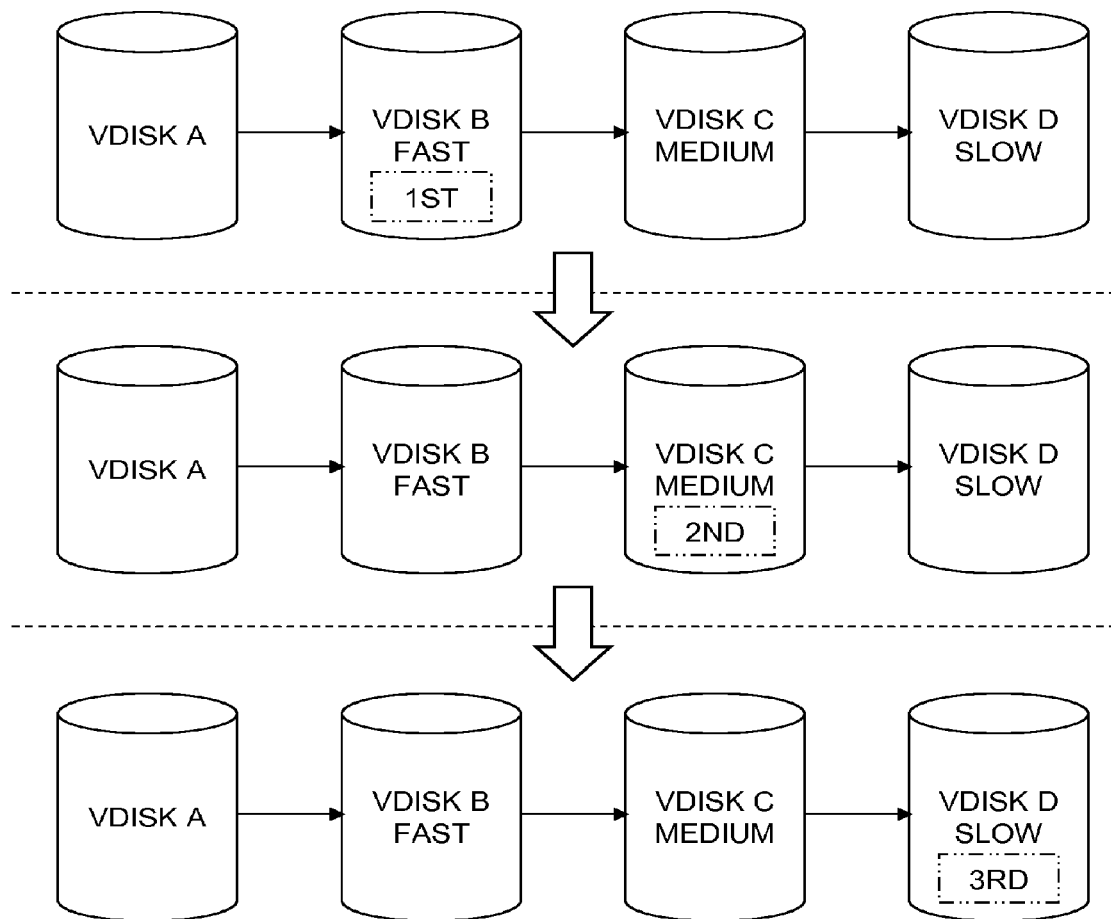 VDISK A
VDISK B
FAST
1ST
VDISK C
MEDIUM
VDISK D
SLOW
VDISK A
VDISK B
FAST
VDISK C
MEDIUM
2ND
VDISK D
SLOW
VDISK A
VDISK B
FAST
VDISK C
MEDIUM
VDISK D
SLOW
3RD